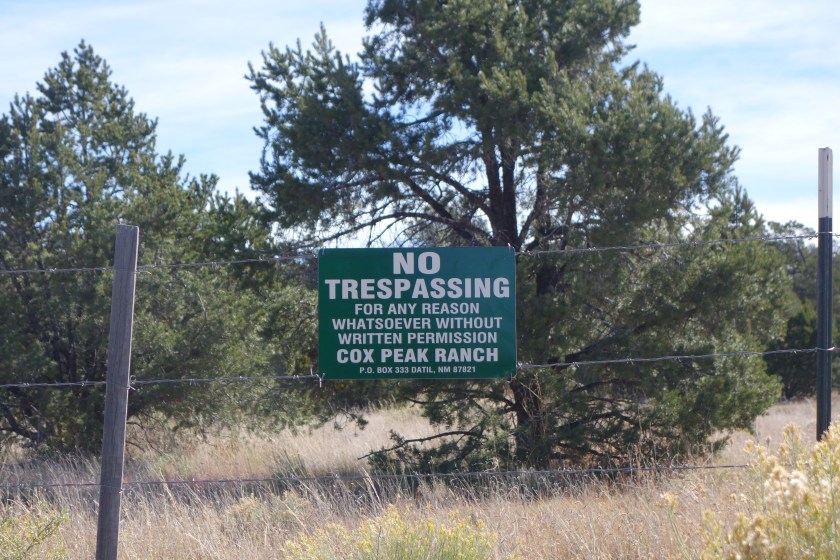 NO
TRESPASSING
FOR ANY REASON
WHATSOEVER WITHOUT
WRITTEN PERMISSION
COX PEAK RANCH
P.O. BOX 333 DATIL, NM 87821